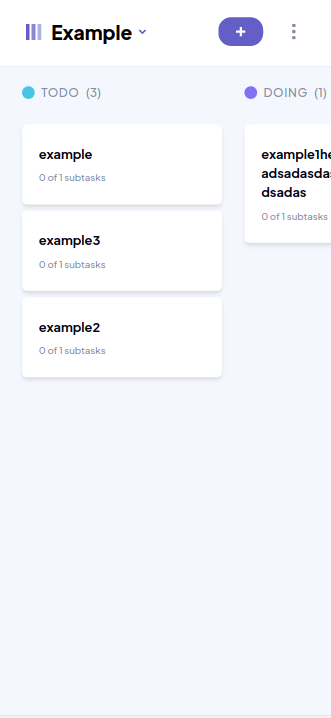 Example
+
TODO (3)
example
0 of 1 subtasks
example3
0 of 1 subtasks
example2
0 of 1 subtasks
DOING (1)
example1he
adsadasdas
dsadas
0 of 1 subtasks